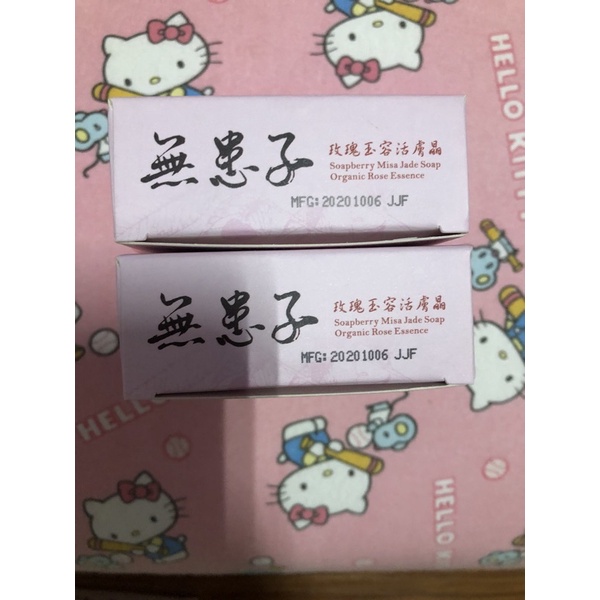 HELLO KITTY
無患子
玫瑰玉容活膚晶
Soapberry Misa Jade Soap
Organic Rose Essence
MFG: 20201006 JJF
無患子
玫瑰玉容活膚晶
Soapberry Misa Jade Soap
Organic Rose Essence
MFG: 20201006 JJF
HELLO
HELLO K